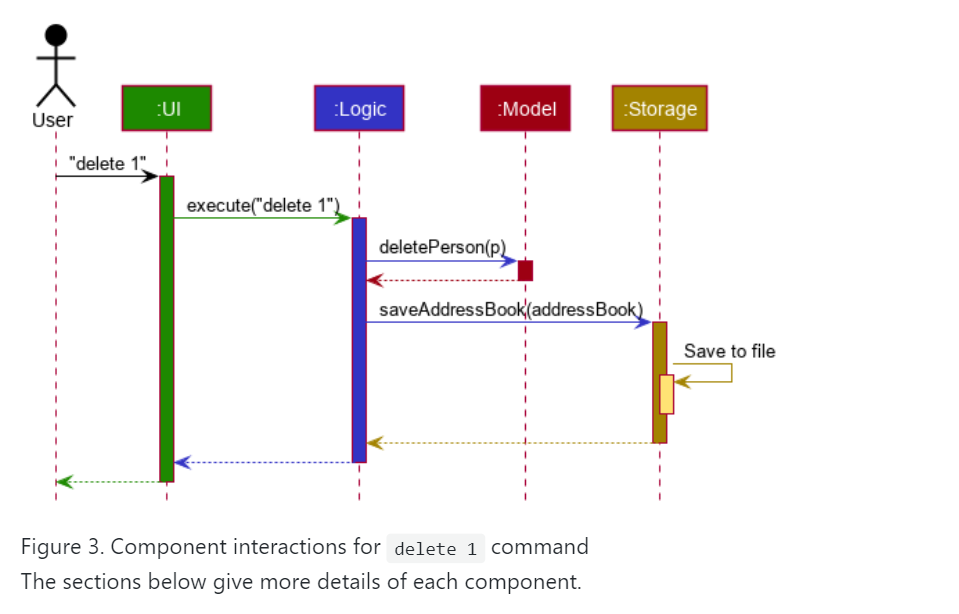 User
:UI
:Logic
:Model
:Storage
"delete 1"
execute("delete 1")
deletePerson(p)
saveAddressBook(addressBook)
Save to file
Figure 3. Component interactions for delete 1 command
The sections below give more details of each component.